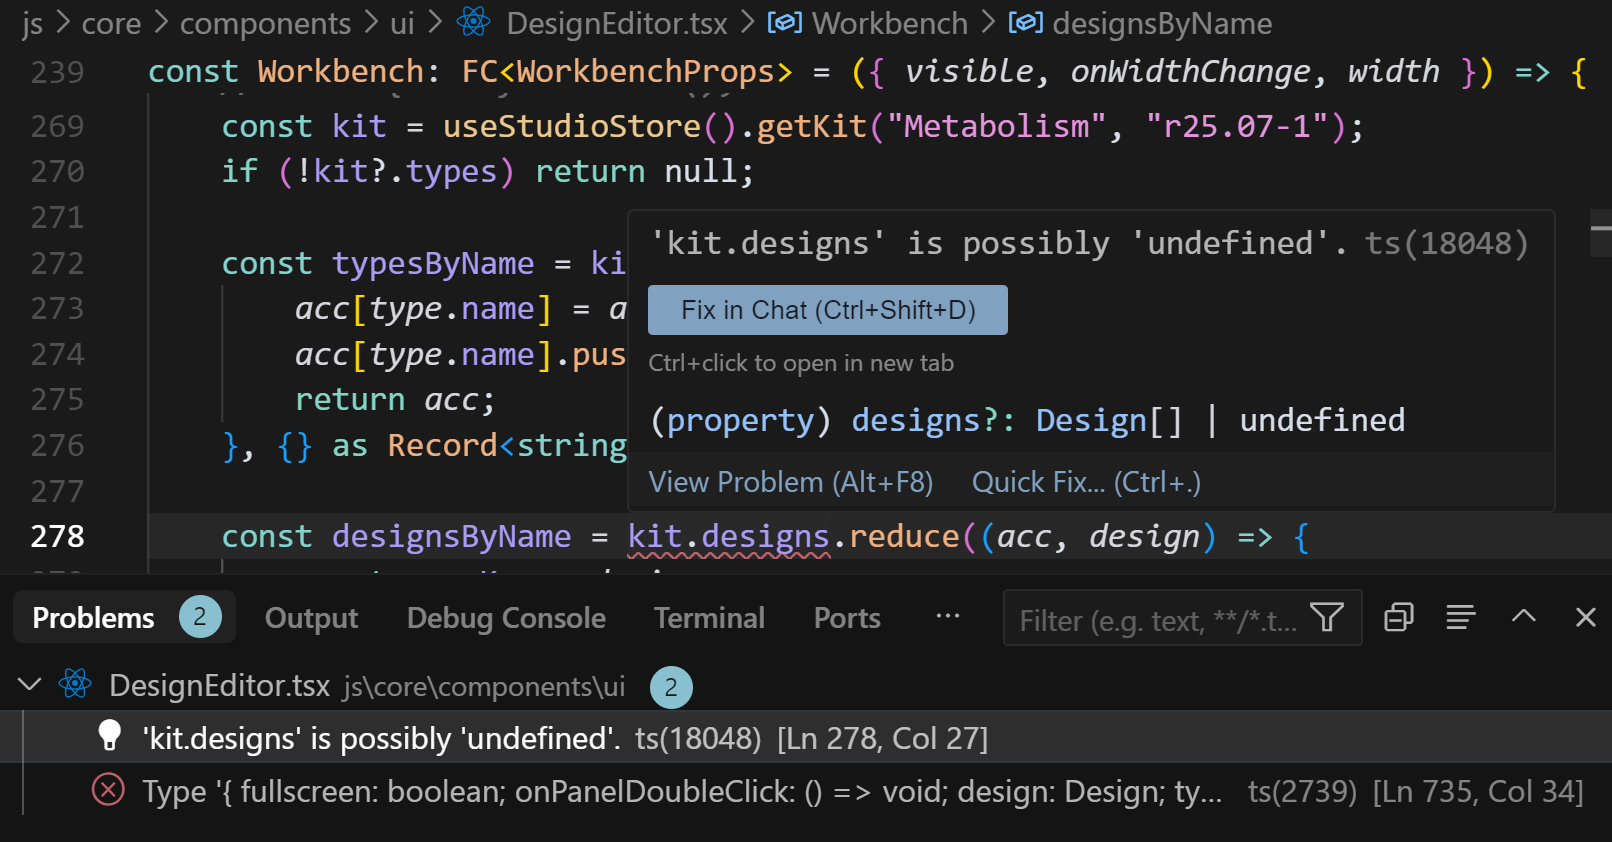 js > core > components > ui > DesignEditor.tsx > Workbench > designsByName
239 const Workbench: FC<WorkbenchProps> = ({ visible, onWidthChange, width }) => {
269 const kit = useStudioStore().getKit("Metabolism", "r25.07-1");
270 if (!kit?.types) return null;
271
272 const typesByName = ki
273 acc[type.name] = a
274 acc[type.name].pus
275 return acc;
276 }, {} as Record<string
277
'kit.designs' is possibly 'undefined'. ts(18048)
Fix in Chat (Ctrl+Shift+D)
Ctrl+click to open in new tab
(property) designs?: Design[] | undefined
View Problem (Alt+F8) Quick Fix... (Ctrl+.)
278 const designsByName = kit.designs.reduce((acc, design) => {
Problems 2 Output Debug Console Terminal Ports ··· Filter (e.g. text, **/*.t...
DesignEditor.tsx js\core\components\ui 2
'kit.designs' is possibly 'undefined'. ts(18048) [Ln 278, Col 27]
Type '{ fullscreen: boolean; onPanelDoubleClick: () => void; design: Design; ty... ts(2739) [Ln 735, Col 34]